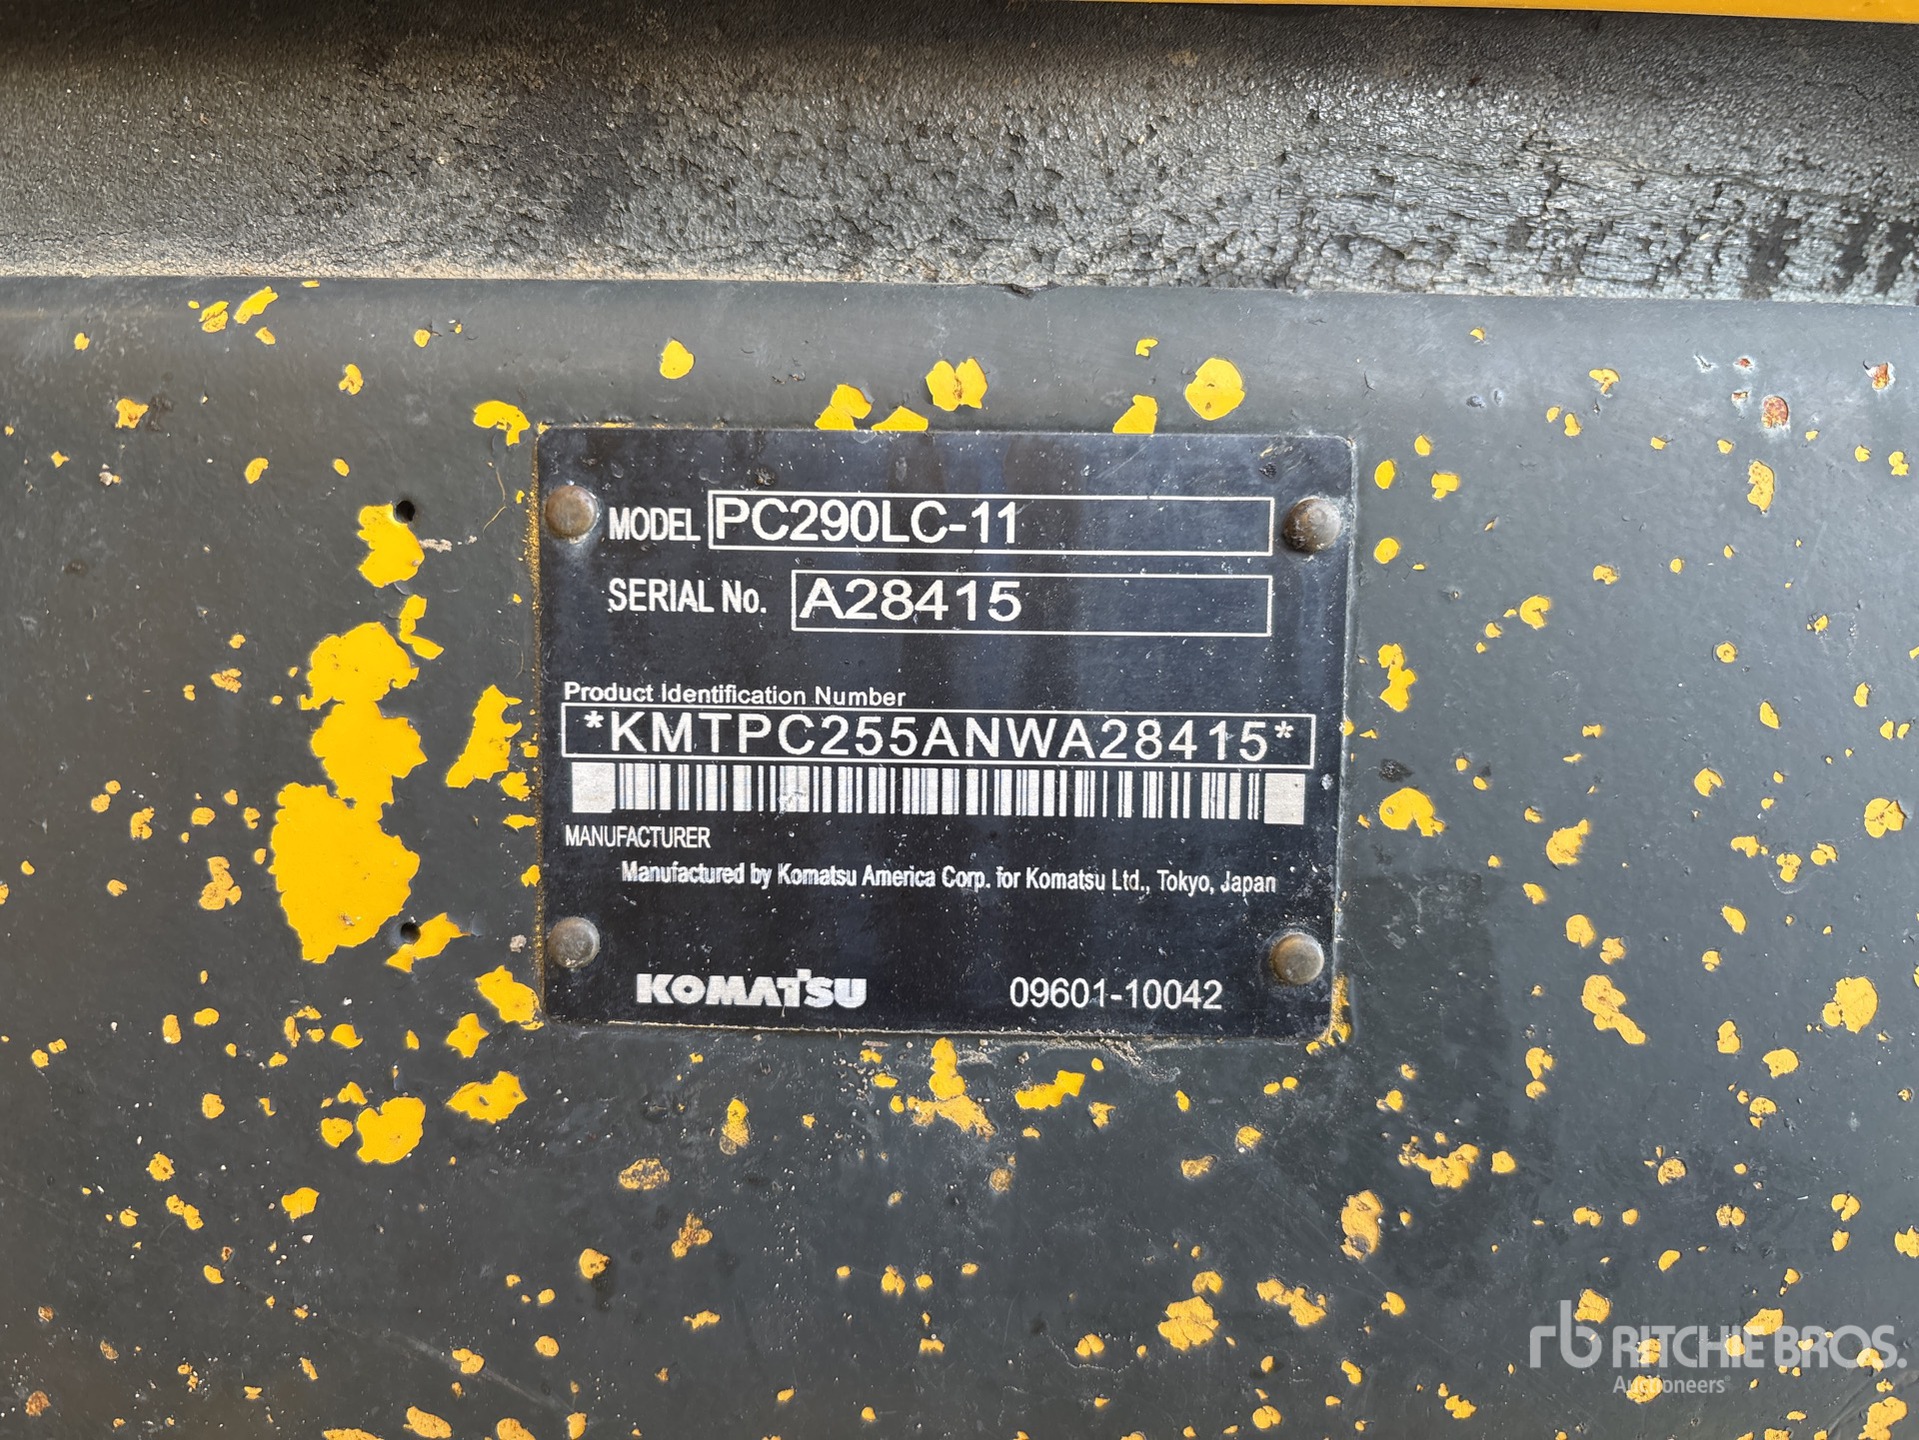 MODEL PC290LC-11
SERIAL No. A28415
Product Identification Number
*KMTPC255ANWA28415*
MANUFACTURER
Manufactured by Komatsu America Corp. for Komatsu Ltd., Tokyo, Japan
KOMATSU 09601-10042
rb RITCHIE BROS.
Auctioneers